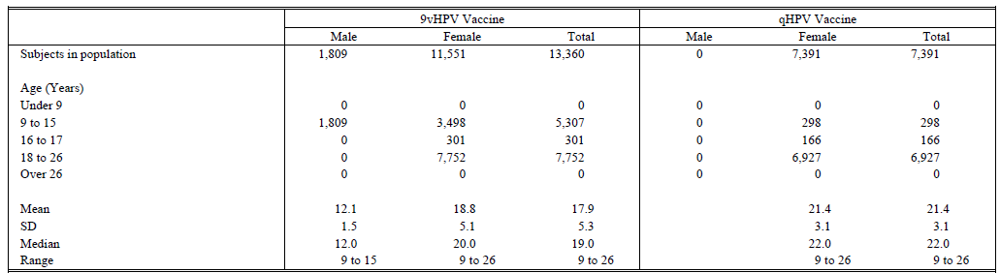 9vHPV Vaccine qHPV Vaccine
Male Female Total Male Female Total
Subjects in population 1,809 11,551 13,360 0 7,391 7,391
Age (Years)
Under 9 0 0 0 0 0 0
9 to 15 1,809 3,498 5,307 0 298 298
16 to 17 0 301 301 0 166 166
18 to 26 0 7,752 7,752 0 6,927 6,927
Over 26 0 0 0 0 0 0
Mean 12.1 18.8 17.9 21.4 21.4
SD 1.5 5.1 5.3 3.1 3.1
Median 12.0 20.0 19.0 22.0 22.0
Range 9 to 15 9 to 26 9 to 26 9 to 26 9 to 26